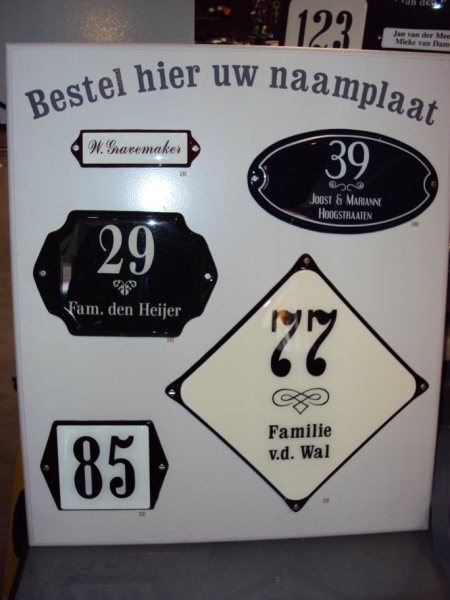 123
Jan van der Mee
Mieke van Dam
Bestel hier uw naamplaat
W. Gravemaker
39
Joost & Marianne
Hoogstraaten
29
Fam. den Heijer
77
Familie
v.d. Wal
85